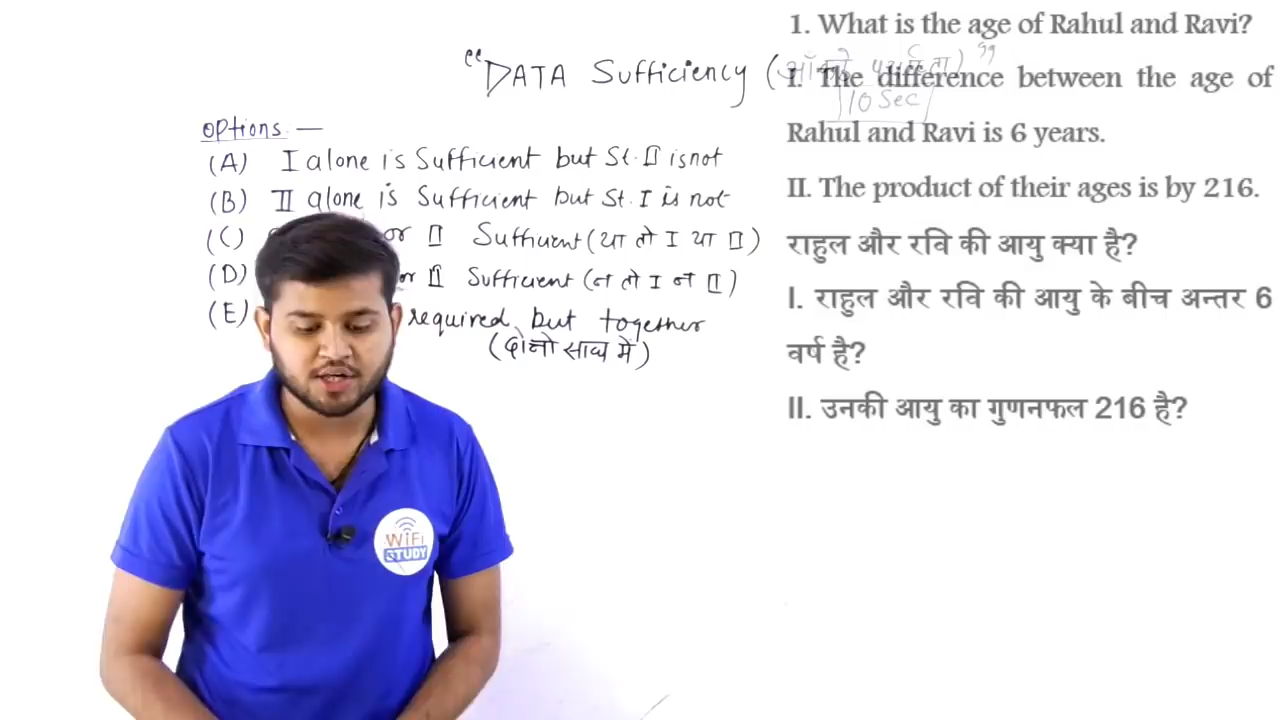 “DATA Sufficiency (आँकड़ो पर्याप्तता)”
10 Sec
options :—
(A) I alone is Sufficient but St. II is not
(B) II alone is Sufficient but St. I is not
(C) or II Sufficient (या तो I या II)
(D) or II Sufficient (न तो I न II)
(E) required but together
(दोनो साथ में)
1. What is the age of Rahul and Ravi?
I. The difference between the age of
Rahul and Ravi is 6 years.
II. The product of their ages is by 216.
राहुल और रवि की आयु क्या है?
I. राहुल और रवि की आयु के बीच अन्तर 6
वर्ष है?
II. उनकी आयु का गुणनफल 216 है?
WiFi
STUDY